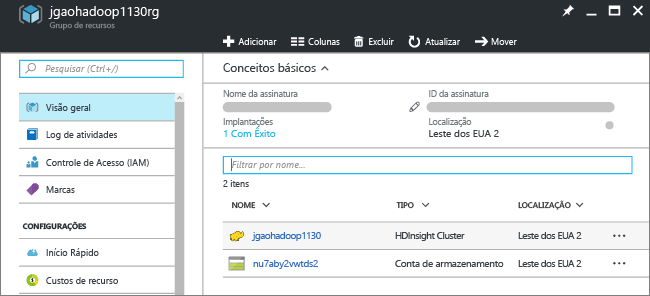 jgaohadoop1130rg
Grupo de recursos
Adicionar Colunas Excluir Atualizar Mover
Pesquisar (Ctrl+/)
Visão geral
Log de atividades
Controle de Acesso (IAM)
Marcas
CONFIGURAÇÕES
Início Rápido
Custos de recurso
Conceitos básicos
Nome da assinatura ID da assinatura
Implantações Localização
1 Com Êxito Leste dos EUA 2
Filtrar por nome...
2 itens
NOME TIPO LOCALIZAÇÃO
jgaohadoop1130 HDInsight Cluster Leste dos EUA 2 ...
nu7aby2vwtds2 Conta de armazenamento Leste dos EUA 2 ...